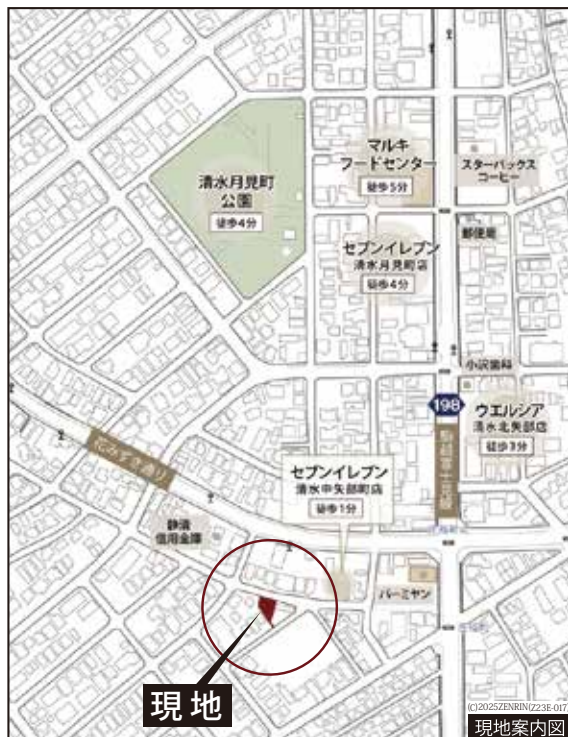 清水月見町
公園
徒歩4分
マルキ
フードセンター
徒歩5分
スターバックス
コーヒー
郵便局
セブンイレブン
清水月見町店
徒歩4分
小沢歯科
198
ウエルシア
清水北矢部店
徒歩3分
セブンイレブン
清水中矢部町店
徒歩1分
花みずき通り
静清
信用金庫
バーミヤン
現地
(C)2025ZENRIN(Z23E-017)
現地案内図